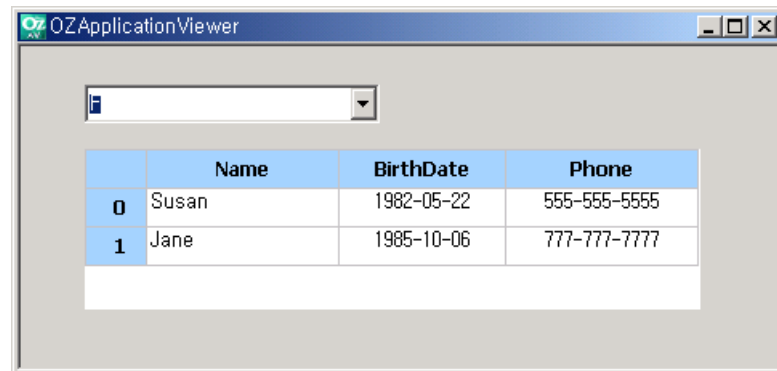 OZ OZApplicationViewer
F
Name BirthDate Phone
0 Susan 1982-05-22 555-555-5555
1 Jane 1985-10-06 777-777-7777